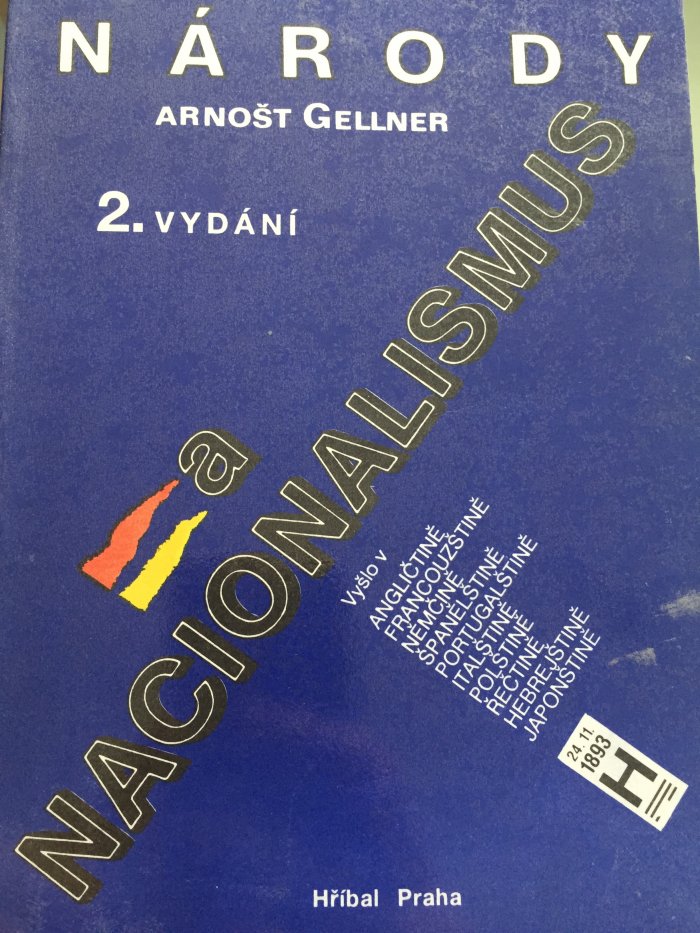 NÁRODY
ARNOŠT GELLNER
2. VYDÁNÍ
a
NACIONALISMUS
Vyšlo v
ANGLIČTINĚ
FRANCOUZŠTINĚ
NĚMČINĚ
ŠPANĚLŠTINĚ
PORTUGALŠTINĚ
ITALŠTINĚ
POLŠTINĚ
ŘEČTINĚ
HEBREJŠTINĚ
JAPONŠTINĚ
24. 11.
1893
H
Hříbal Praha